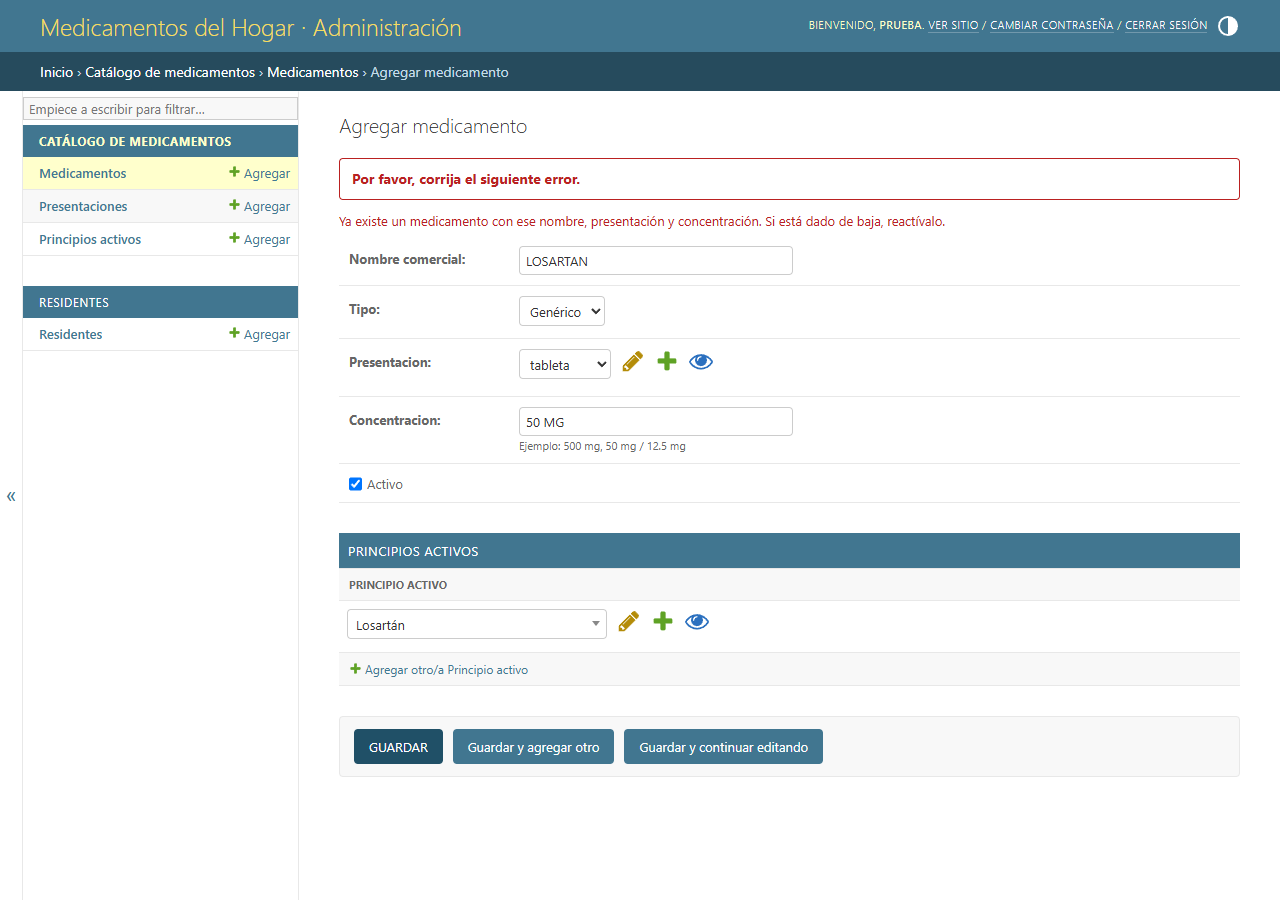 Medicamentos del Hogar · Administración
BIENVENIDO, PRUEBA. VER SITIO / CAMBIAR CONTRASEÑA / CERRAR SESIÓN
Inicio › Catálogo de medicamentos › Medicamentos › Agregar medicamento
Empiece a escribir para filtrar...
CATÁLOGO DE MEDICAMENTOS
Medicamentos Agregar
Presentaciones Agregar
Principios activos Agregar
RESIDENTES
Residentes Agregar
«
Agregar medicamento
Por favor, corrija el siguiente error.
Ya existe un medicamento con ese nombre, presentación y concentración. Si está dado de baja, reactívalo.
Nombre comercial: LOSARTAN
Tipo: Genérico
Presentacion: tableta
Concentracion: 50 MG
Ejemplo: 500 mg, 50 mg / 12.5 mg
Activo
PRINCIPIOS ACTIVOS
PRINCIPIO ACTIVO
Losartán
Agregar otro/a Principio activo
GUARDAR Guardar y agregar otro Guardar y continuar editando